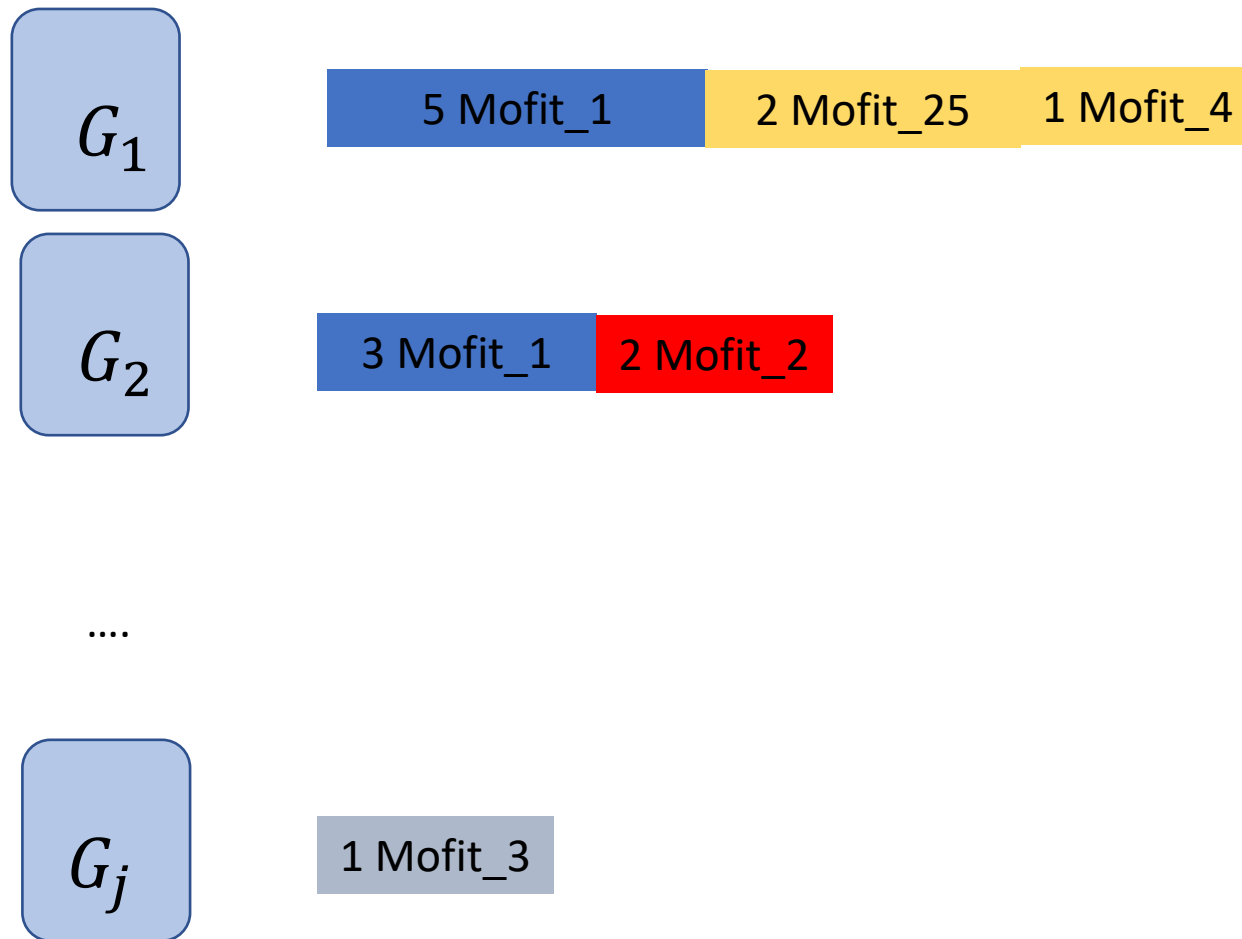 G₁ 5 Mofit_1 2 Mofit_25 1 Mofit_4
G₂ 3 Mofit_1 2 Mofit_2
....
Gⱼ 1 Mofit_3